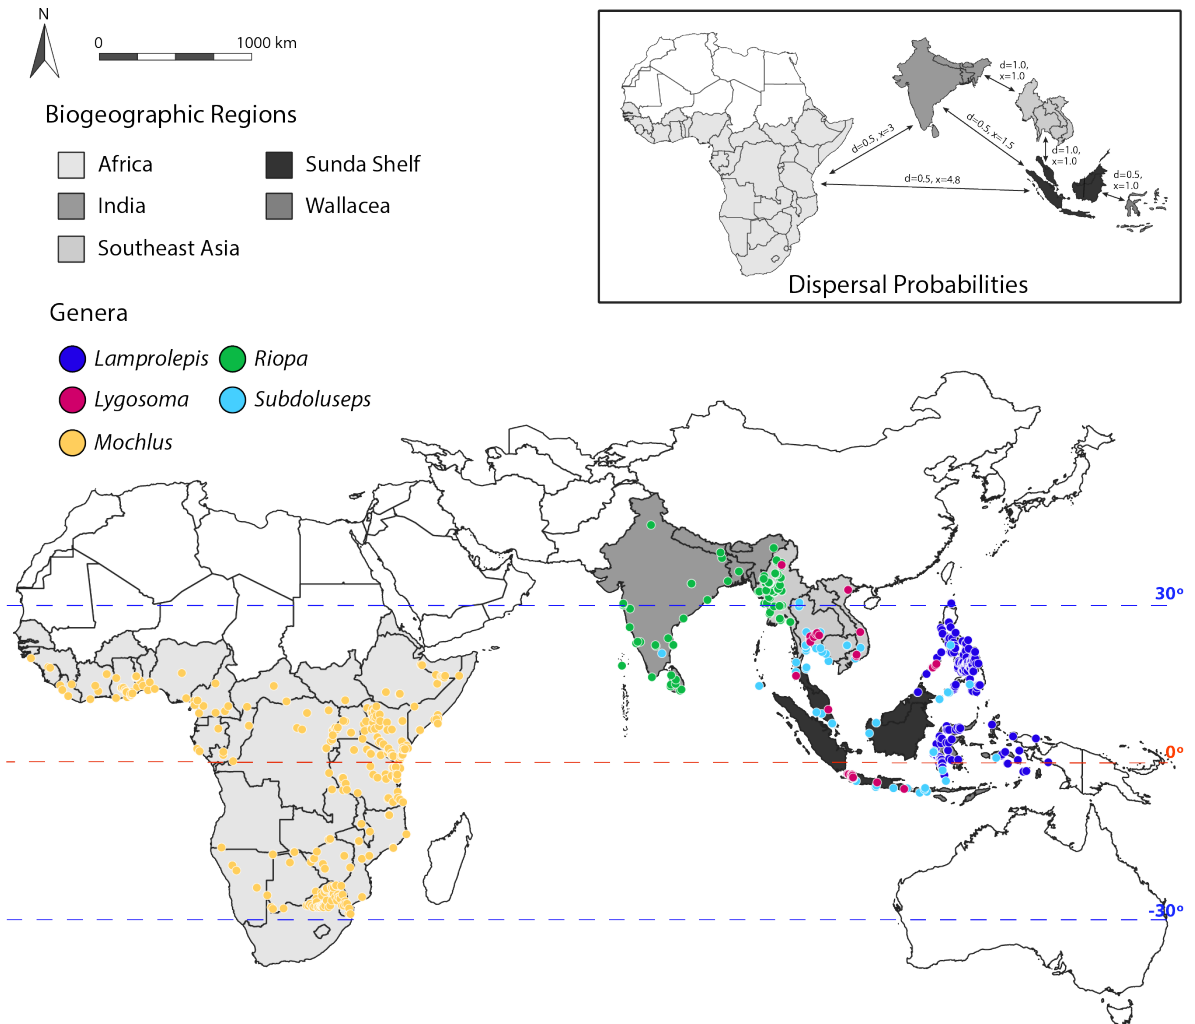 N
0 1000 km
Biogeographic Regions
Africa
Sunda Shelf
India
Wallacea
Southeast Asia
d=1.0,
x=1.0
d=0.5, x=3
d=0.5, x=1.5
d=1.0,
x=1.0
d=0.5,
x=1.0
d=0.5, x=4.8
Dispersal Probabilities
Genera
Lamprolepis
Riopa
Lygosoma
Subdoluseps
Mochlus
30°
0°
-30°